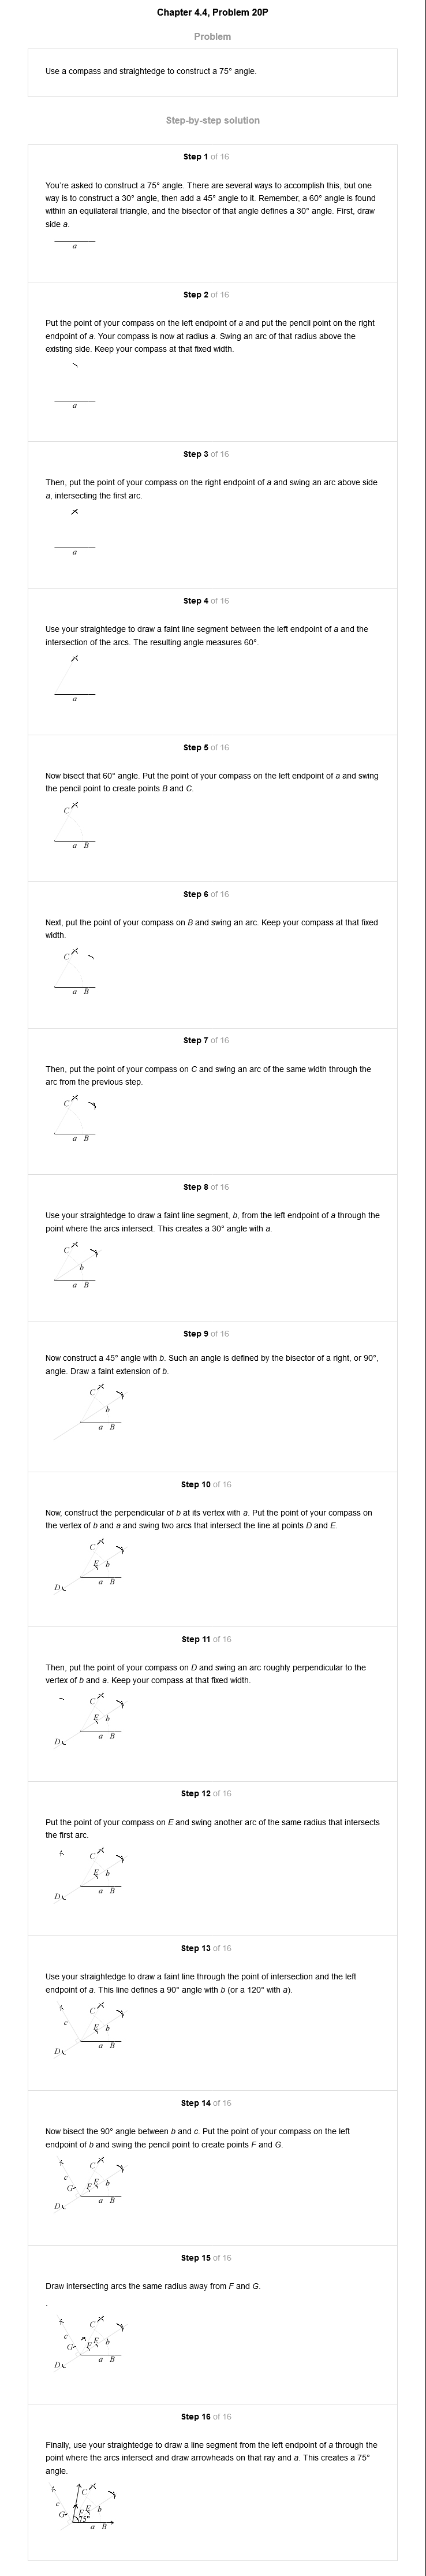 Chapter 4.4, Problem 20P
Problem
Use a compass and straightedge to construct a 75° angle.
Step-by-step solution
Step 1 of 16
You're asked to construct a 75° angle. There are several ways to accomplish this, but one
way is to construct a 30° angle, then add a 45° angle to it. Remember, a 60° angle is found
within an equilateral triangle, and the bisector of that angle defines a 30° angle. First, draw
side a.
a
Step 2 of 16
Put the point of your compass on the left endpoint of a and put the pencil point on the right
endpoint of a. Your compass is now at radius a. Swing an arc of that radius above the
existing side. Keep your compass at that fixed width.
a
Step 3 of 16
Then, put the point of your compass on the right endpoint of a and swing an arc above side
a, intersecting the first arc.
a
Step 4 of 16
Use your straightedge to draw a faint line segment between the left endpoint of a and the
intersection of the arcs. The resulting angle measures 60°.
a
Step 5 of 16
Now bisect that 60° angle. Put the point of your compass on the left endpoint of a and swing
the pencil point to create points B and C.
C
a B
Step 6 of 16
Next, put the point of your compass on B and swing an arc. Keep your compass at that fixed
width.
C
a B
Step 7 of 16
Then, put the point of your compass on C and swing an arc of the same width through the
arc from the previous step.
C
a B
Step 8 of 16
Use your straightedge to draw a faint line segment, b, from the left endpoint of a through the
point where the arcs intersect. This creates a 30° angle with a.
C
b
a B
Step 9 of 16
Now construct a 45° angle with b. Such an angle is defined by the bisector of a right, or 90°,
angle. Draw a faint extension of b.
C
b
a B
Step 10 of 16
Now, construct the perpendicular of b at its vertex with a. Put the point of your compass on
the vertex of b and a and swing two arcs that intersect the line at points D and E.
C
E b
a B
D
Step 11 of 16
Then, put the point of your compass on D and swing an arc roughly perpendicular to the
vertex of b and a. Keep your compass at that fixed width.
C
E b
a B
D
Step 12 of 16
Put the point of your compass on E and swing another arc of the same radius that intersects
the first arc.
C
E b
a B
D
Step 13 of 16
Use your straightedge to draw a faint line through the point of intersection and the left
endpoint of a. This line defines a 90° angle with b (or a 120° with a).
C
c
E b
a B
D
Step 14 of 16
Now bisect the 90° angle between b and c. Put the point of your compass on the left
endpoint of b and swing the pencil point to create points F and G.
C
c
E b
G F
a B
D
Step 15 of 16
Draw intersecting arcs the same radius away from F and G.
.
C
c
E b
G F
a B
D
Step 16 of 16
Finally, use your straightedge to draw a line segment from the left endpoint of a through the
point where the arcs intersect and draw arrowheads on that ray and a. This creates a 75°
angle.
C
c
E b
G F
75°
a B